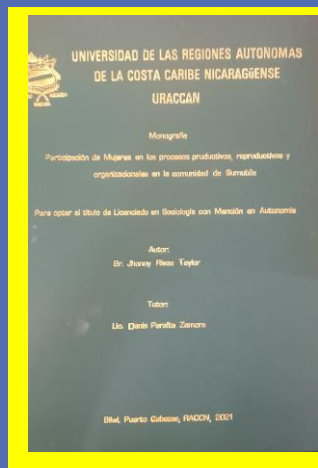 UNIVERSIDAD DE LAS REGIONES AUTONOMAS
DE LA COSTA CARIBE NICARAGÜENSE
URACCAN
Monografía
Participación de Mujeres en los procesos productivos, reproductivos y
organizacionales en la comunidad de Sumubila
Para optar al título de Licenciado en Sociología con Mención en Autonomía
Autor:
Br. Jhonny Rivas Taylor
Tutor:
Lic. Denis Peralta Zamora
Bilwi, Puerto Cabezas, RACCN, 2021